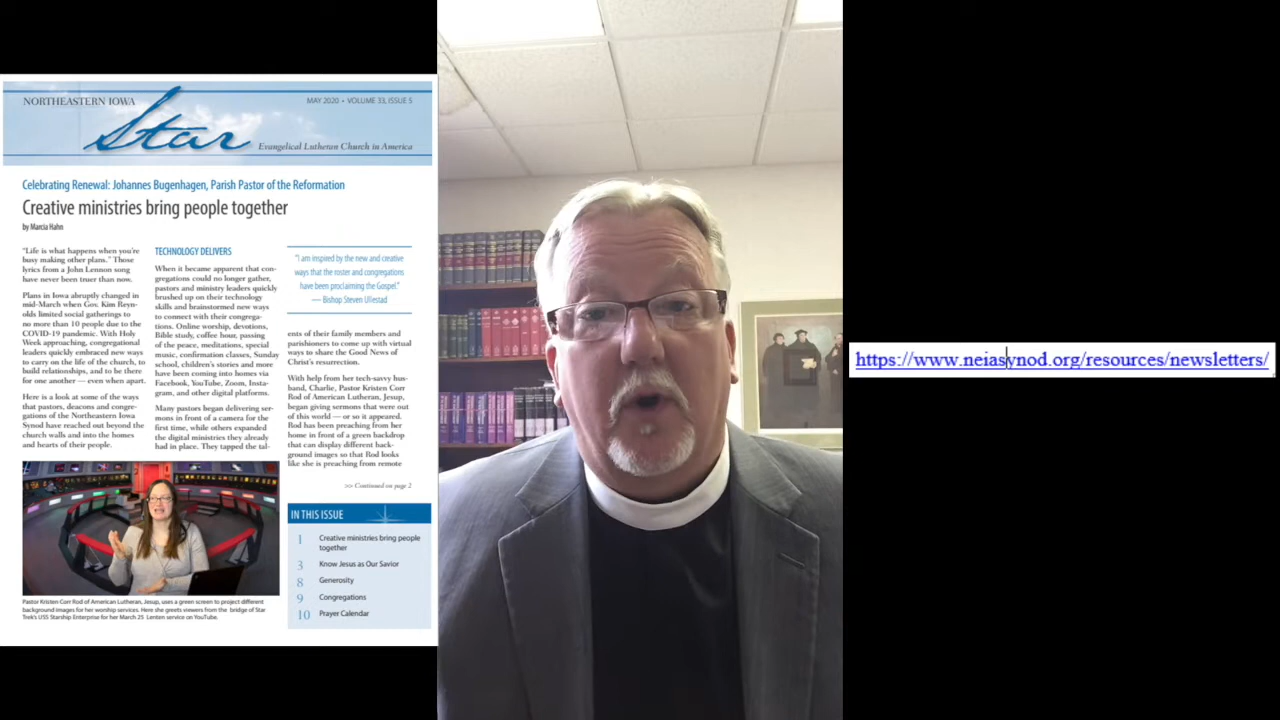 NORTHEASTERN IOWA
MAY 2020 • VOLUME 33, ISSUE 5
Star
Evangelical Lutheran Church in America
Celebrating Renewal: Johannes Bugenhagen, Parish Pastor of the Reformation
Creative ministries bring people together
by Marcia Hahn
"Life is what happens when you're
busy making other plans." Those
lyrics from a John Lennon song
have never been truer than now.
Plans in Iowa abruptly changed in
mid-March when Gov. Kim Reyn-
olds limited social gatherings to
no more than 10 people due to the
COVID-19 pandemic. With Holy
Week approaching, congregational
leaders quickly embraced new ways
to carry on the life of the church, to
build relationships, and to be there
for one another — even when apart.
Here is a look at some of the ways
that pastors, deacons and congre-
gations of the Northeastern Iowa
Synod have reached out beyond the
church walls and into the homes
and hearts of their people.
TECHNOLOGY DELIVERS
When it became apparent that con-
gregations could no longer gather,
pastors and ministry leaders quickly
brushed up on their technology
skills and brainstormed new ways
to connect with their congrega-
tions. Online worship, devotions,
Bible study, coffee hour, passing
of the peace, meditations, special
music, confirmation classes, Sunday
school, children's stories and more
have been coming into homes via
Facebook, YouTube, Zoom, Insta-
gram, and other digital platforms.
Many pastors began delivering ser-
mons in front of a camera for the
first time, while others expanded
the digital ministries they already
had in place. They tapped the tal-
"I am inspired by the new and creative
ways that the roster and congregations
have been proclaiming the Gospel."
— Bishop Steven Ullestad
ents of their family members and
parishioners to come up with virtual
ways to share the Good News of
Christ's resurrection.
With help from her tech-savvy hus-
band, Charlie, Pastor Kristen Corr
Rod of American Lutheran, Jesup,
began giving sermons that were out
of this world — or so it appeared.
Rod has been preaching from her
home in front of a green backdrop
that can display different back-
ground images so that Rod looks
like she is preaching from remote
>> Continued on page 2
Pastor Kristen Corr Rod of American Lutheran, Jesup, uses a green screen to project different
background images for her worship services. Here she greets viewers from the bridge of Star
Trek's USS Starship Enterprise for her March 25 Lenten service on YouTube.
IN THIS ISSUE
1 Creative ministries bring people
together
3 Know Jesus as Our Savior
8 Generosity
9 Congregations
10 Prayer Calendar
https://www.neiasynod.org/resources/newsletters/